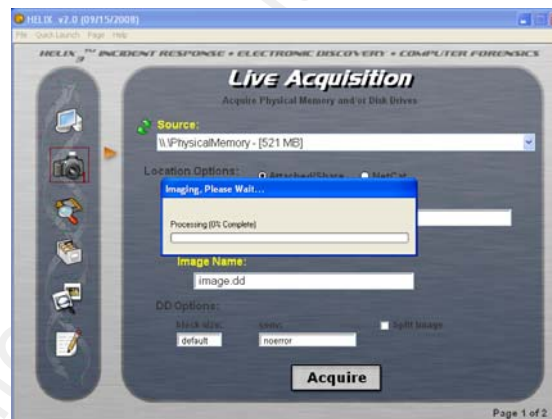 HELIX v2.0 (09/15/2008)
File Quick Launch Page Help
HELIX3™ INCIDENT RESPONSE • ELECTRONIC DISCOVERY • COMPUTER FORENSICS
Live Acquisition
Acquire Physical Memory and/or Disk Drives
Source:
\\.\PhysicalMemory - [521 MB]
Location Options:
Attached/Share
NetCat
Imaging, Please Wait...
Processing (0% Complete)
Image Name:
image.dd
DD Options:
block size:
default
noerror
Split Image
Acquire
Page 1 of 2